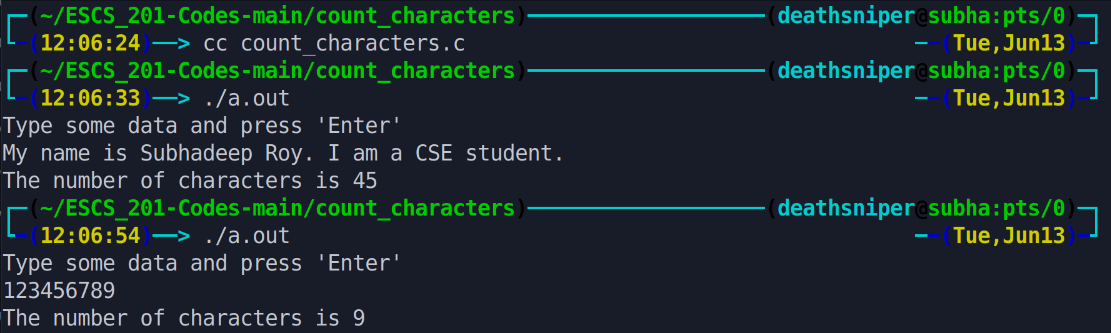 (~/ESCS_201-Codes-main/count_characters) (deathsniper@subha:pts/0)
(12:06:24)──> cc count_characters.c (Tue,Jun13)
(~/ESCS_201-Codes-main/count_characters) (deathsniper@subha:pts/0)
(12:06:33)──> ./a.out (Tue,Jun13)
Type some data and press 'Enter'
My name is Subhadeep Roy. I am a CSE student.
The number of characters is 45
(~/ESCS_201-Codes-main/count_characters) (deathsniper@subha:pts/0)
(12:06:54)──> ./a.out (Tue,Jun13)
Type some data and press 'Enter'
123456789
The number of characters is 9